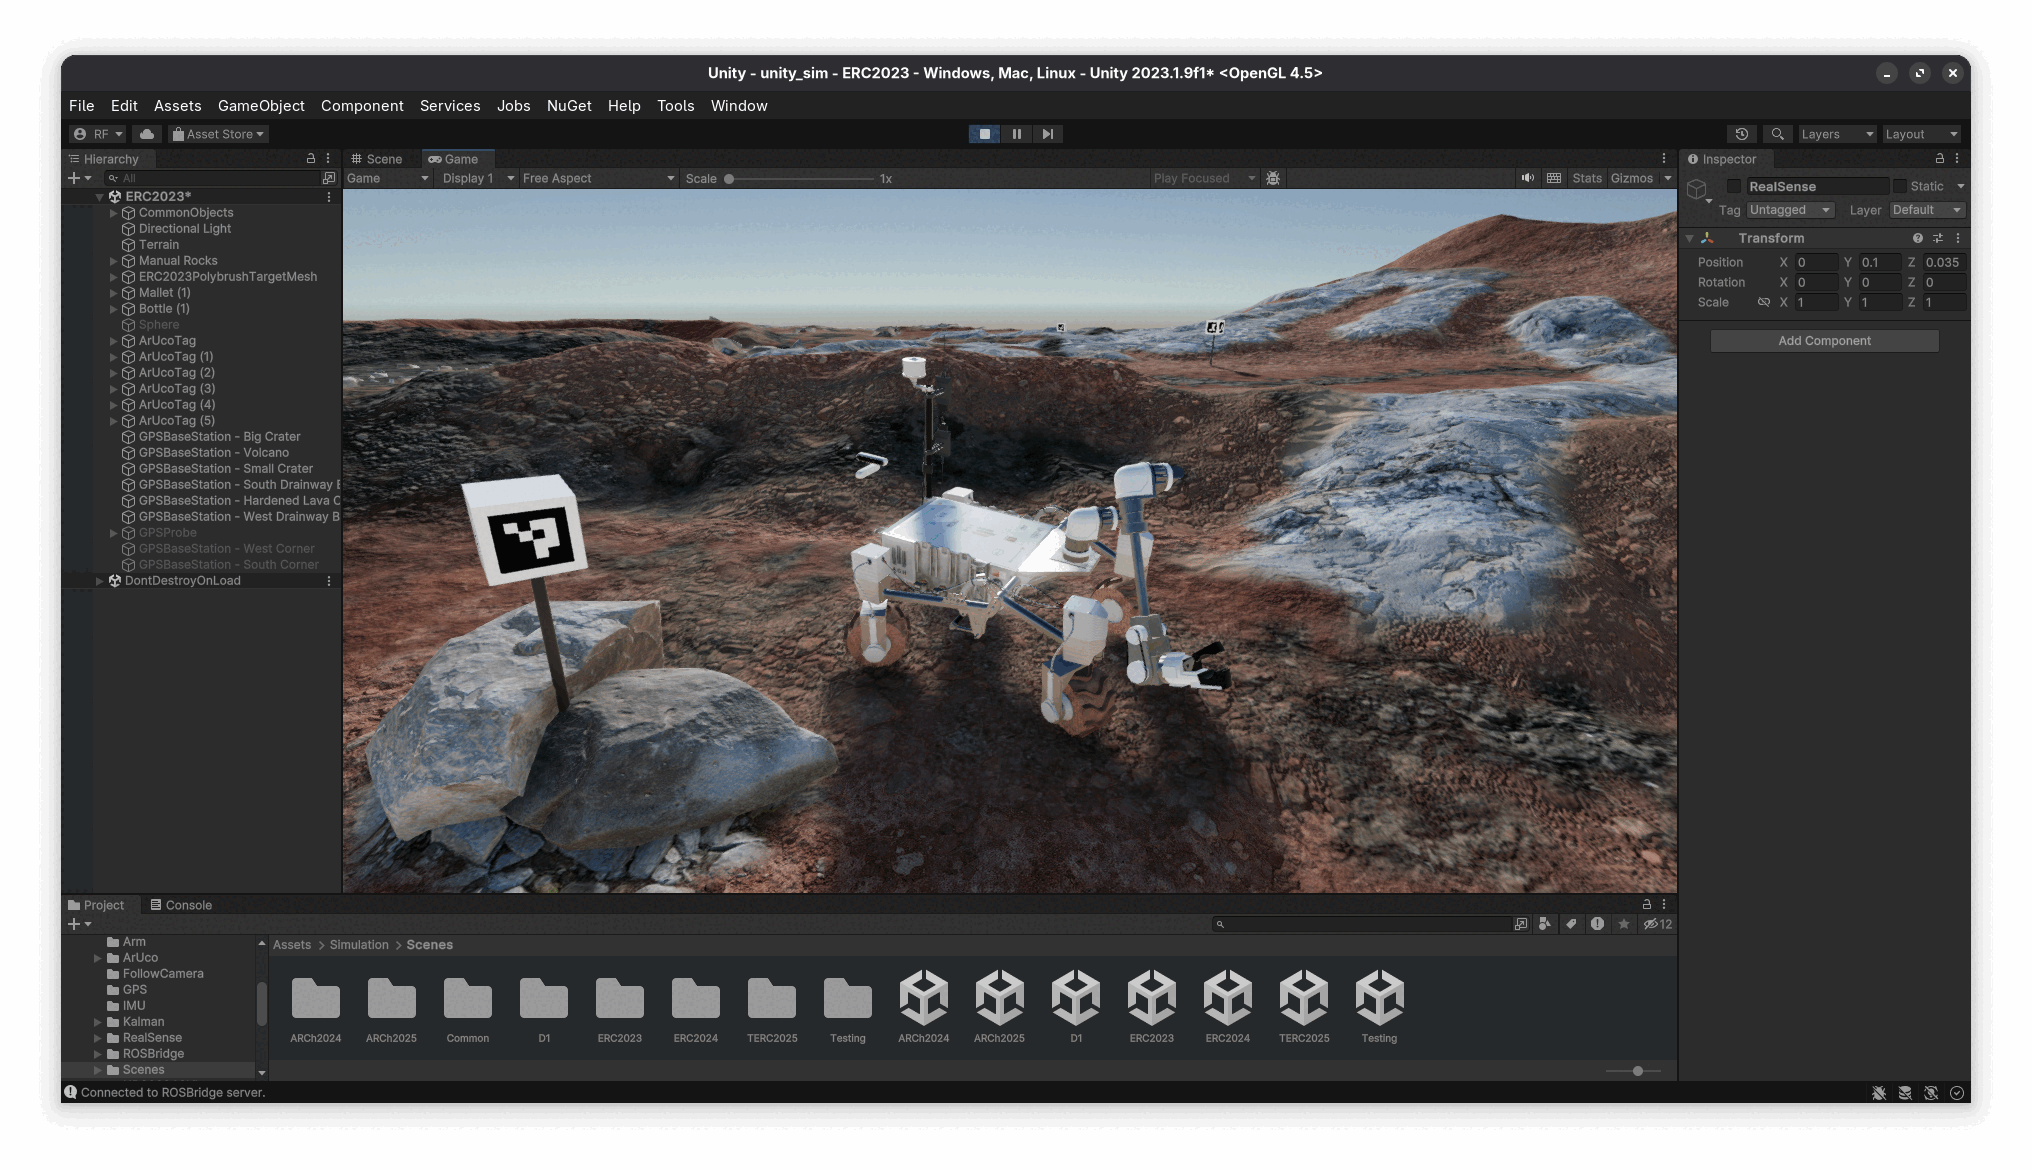 Unity - unity_sim - ERC2023 - Windows, Mac, Linux - Unity 2023.1.9f1* <OpenGL 4.5>
File Edit Assets GameObject Component Services Jobs NuGet Help Tools Window
RF Asset Store Layers Layout
Hierarchy
All
ERC2023*
CommonObjects
Directional Light
Terrain
Manual Rocks
ERC2023PolybrushTargetMesh
Mallet (1)
Bottle (1)
Sphere
ArUcoTag
ArUcoTag (1)
ArUcoTag (2)
ArUcoTag (3)
ArUcoTag (4)
ArUcoTag (5)
GPSBaseStation - Big Crater
GPSBaseStation - Volcano
GPSBaseStation - Small Crater
GPSBaseStation - South Drainway
GPSBaseStation - Hardened Lava
GPSBaseStation - West Drainway B
GPSProbe
GPSBaseStation - West Corner
GPSBaseStation - South Corner
DontDestroyOnLoad
Scene Game
Game Display 1 Free Aspect Scale 1x Play Focused Stats Gizmos
Inspector
RealSense Static
Tag Untagged Layer Default
Transform
Position X 0 Y 0.1 Z 0.035
Rotation X 0 Y 0 Z 0
Scale X 1 Y 1 Z 1
Add Component
Project Console
12
Arm
ArUco
FollowCamera
GPS
IMU
Kalman
RealSense
ROSBridge
Scenes
Assets > Simulation > Scenes
ARCh2024 ARCh2025 Common D1 ERC2023 ERC2024 TERC2025 Testing ARCh2024 ARCh2025 D1 ERC2023 ERC2024 TERC2025 Testing
Connected to ROSBridge server.